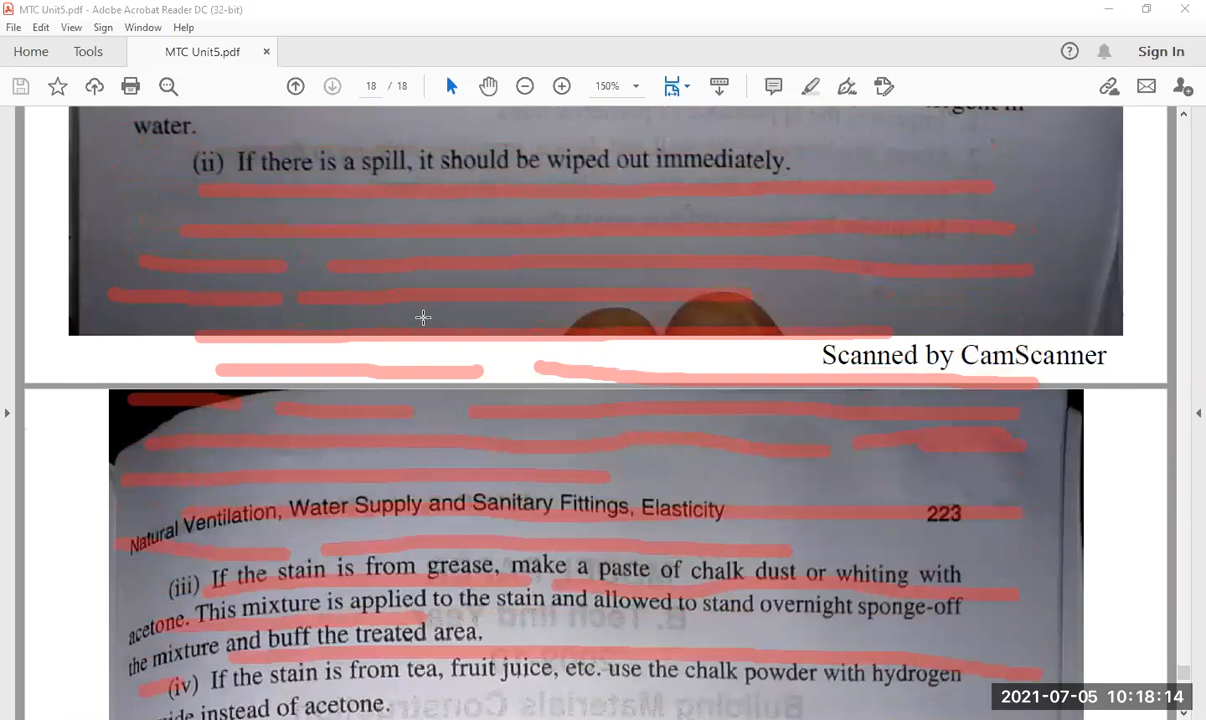 MTC Unit5.pdf - Adobe Acrobat Reader DC (32-bit)
File Edit View Sign Window Help
Home Tools MTC Unit5.pdf × Sign In
18 / 18 150%
water.
(ii) If there is a spill, it should be wiped out immediately.
Scanned by CamScanner
Natural Ventilation, Water Supply and Sanitary Fittings, Elasticity 223
(iii) If the stain is from grease, make a paste of chalk dust or whiting with
acetone. This mixture is applied to the stain and allowed to stand overnight sponge-off
the mixture and buff the treated area.
(iv) If the stain is from tea, fruit juice, etc. use the chalk powder with hydrogen
instead of acetone.
2021-07-05 10:18:14